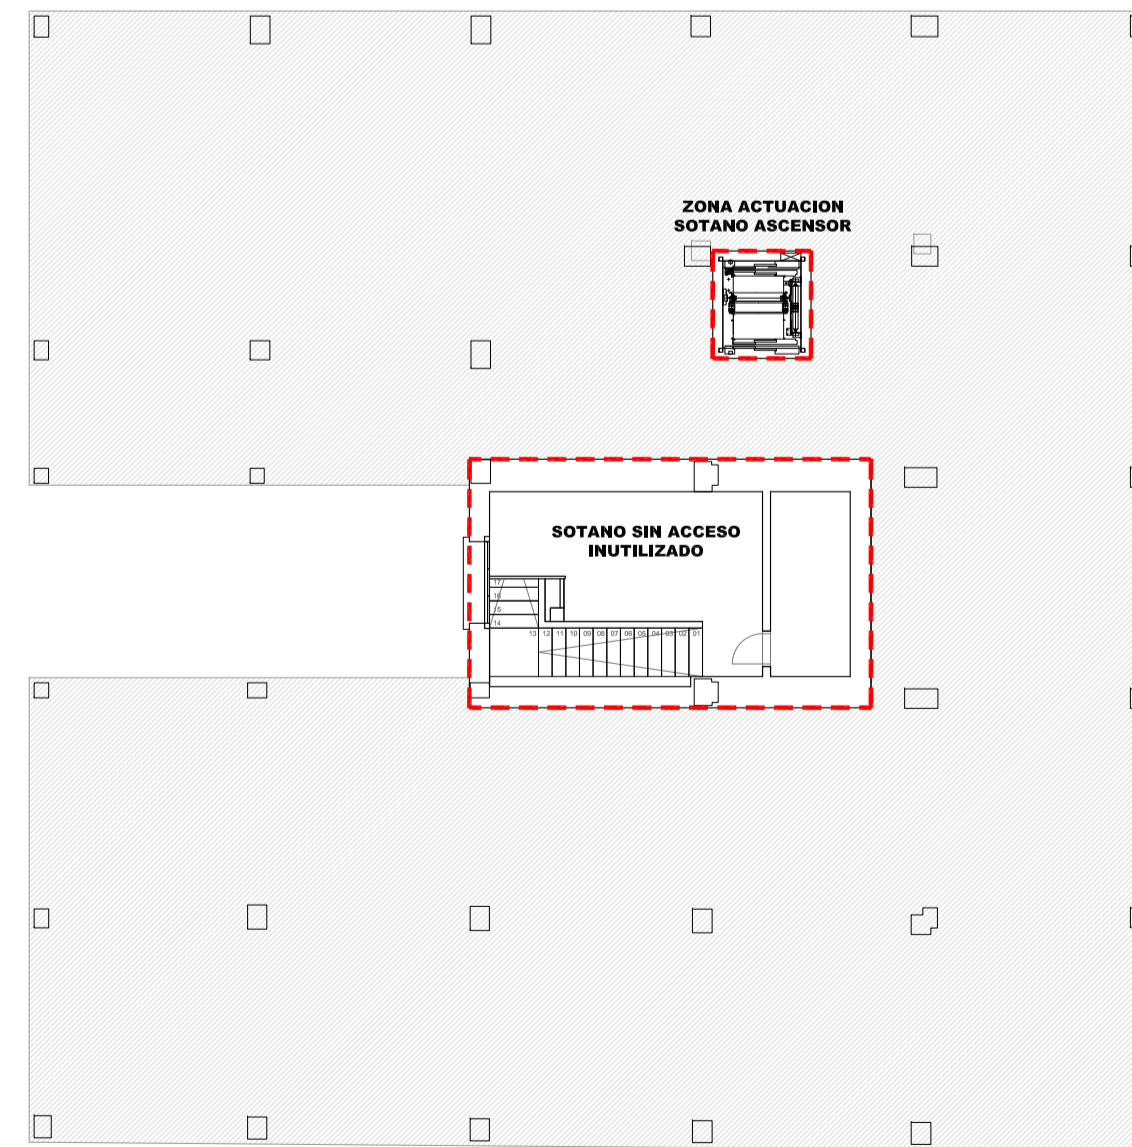 ZONA ACTUACION
SOTANO ASCENSOR
SOTANO SIN ACCESO
INUTILIZADO
17
16
15
14
13 12 11 10 09 08 07 06 05 04 03 02 01